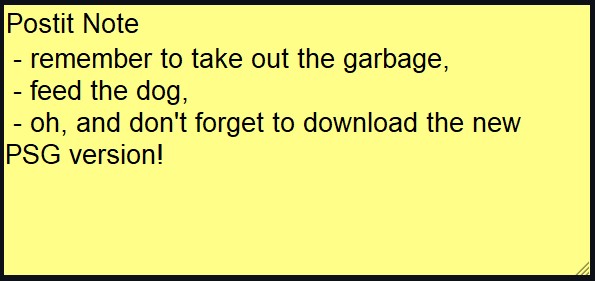 Postit Note
- remember to take out the garbage,
- feed the dog,
- oh, and don't forget to download the new
PSG version!